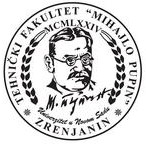 TEHNIČKI FAKULTET "MIHAJLO PUPIN"
MCMLXXIV
Univerzitet u Novom Sadu
ZRENJANIN